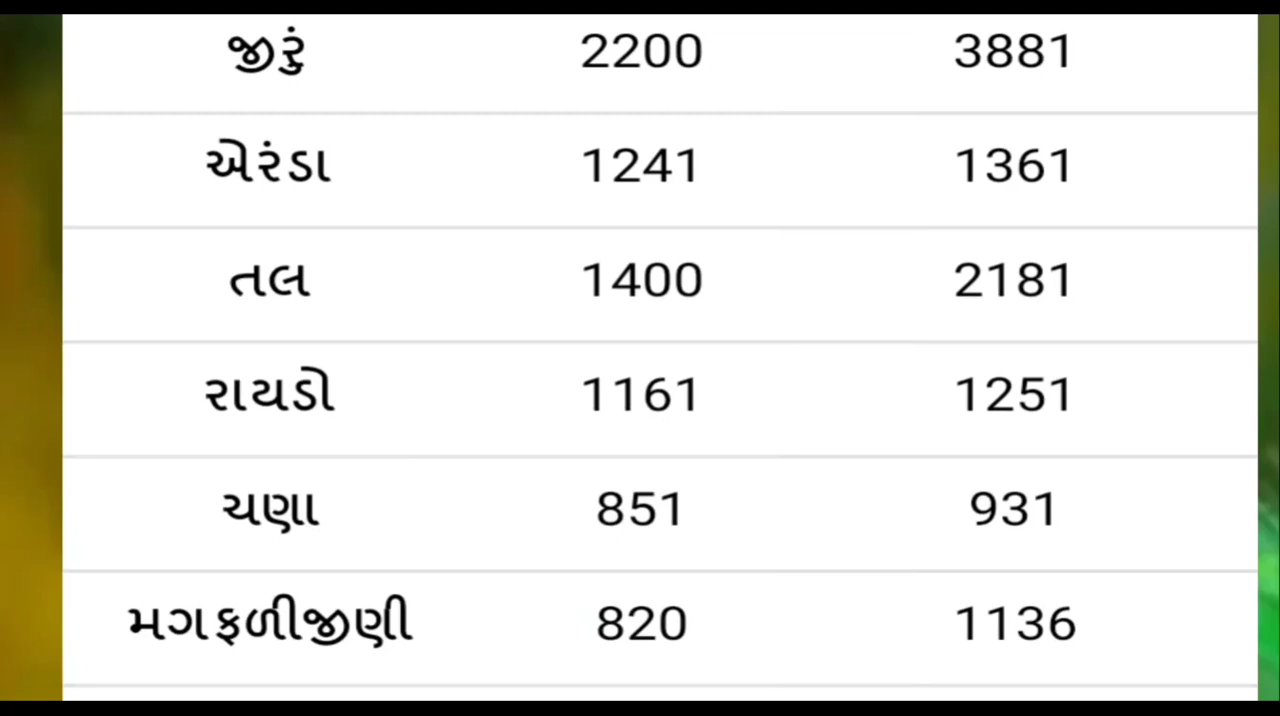 જીરું 2200 3881
એરંડા 1241 1361
તલ 1400 2181
રાયડો 1161 1251
ચણા 851 931
મગફળીજીણી 820 1136